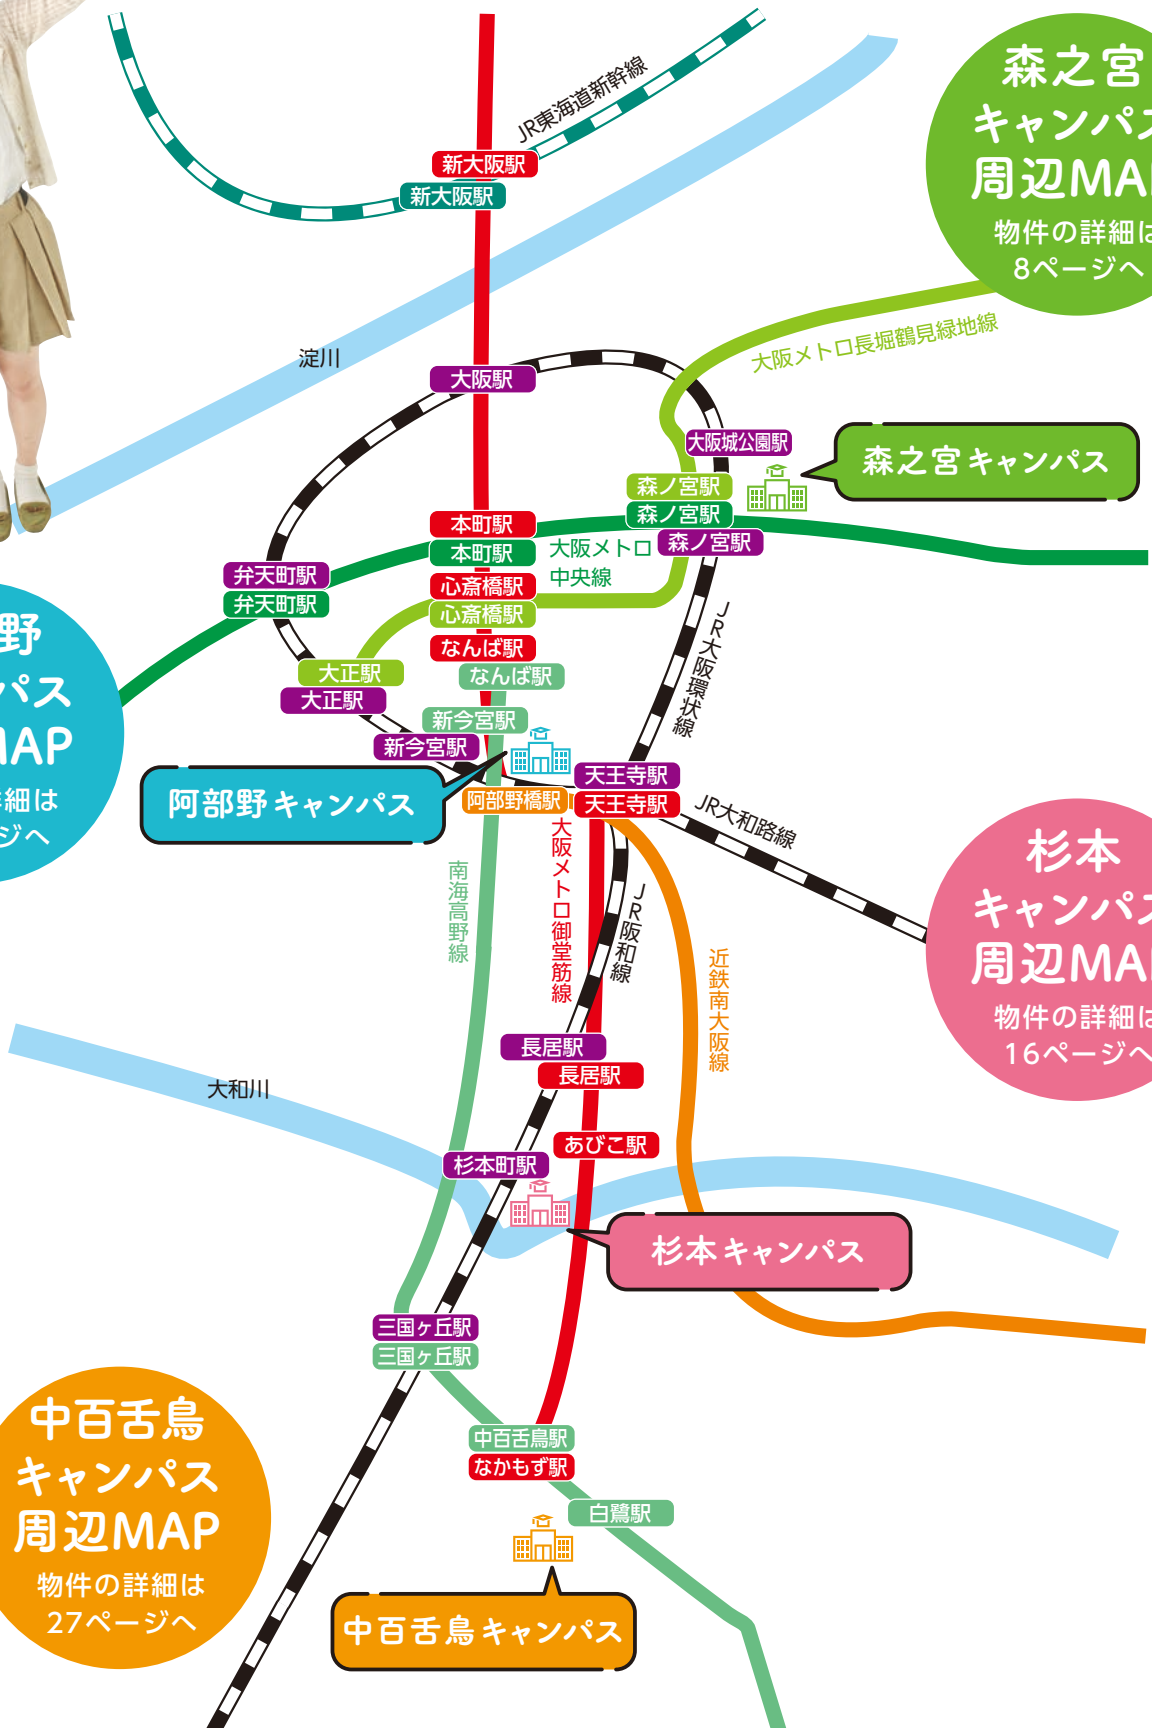 JR東海道新幹線
新大阪駅
新大阪駅
森之宮
キャンパス
周辺MAP
物件の詳細は
8ページへ
淀川
大阪メトロ長堀鶴見緑地線
大阪駅
大阪城公園駅
森之宮キャンパス
森ノ宮駅
森ノ宮駅
森ノ宮駅
本町駅
本町駅
大阪メトロ
中央線
弁天町駅
弁天町駅
心斎橋駅
心斎橋駅
なんば駅
なんば駅
JR大阪環状線
大正駅
大正駅
新今宮駅
新今宮駅
野
パス
MAP
詳細は
ージへ
阿部野キャンパス
阿部野橋駅
天王寺駅
天王寺駅
JR大和路線
大阪メトロ御堂筋線
南海高野線
JR阪和線
近鉄南大阪線
杉本
キャンパス
周辺MAP
物件の詳細は
16ページへ
長居駅
長居駅
大和川
あびこ駅
杉本町駅
杉本キャンパス
三国ヶ丘駅
三国ヶ丘駅
中百舌鳥
キャンパス
周辺MAP
物件の詳細は
27ページへ
中百舌鳥駅
なかもず駅
白鷺駅
中百舌鳥キャンパス